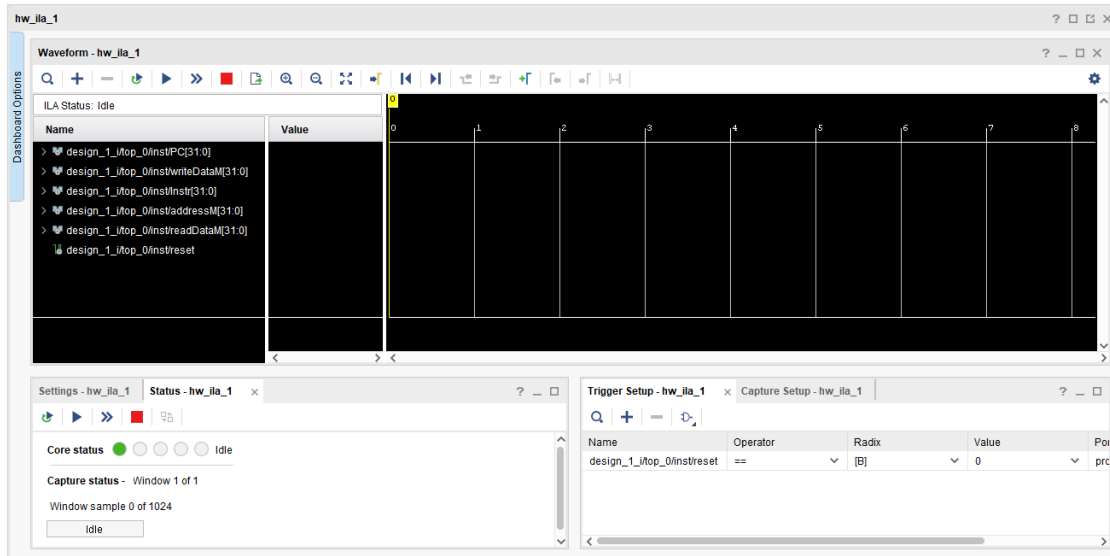 hw_ila_1
Dashboard Options
Waveform - hw_ila_1
ILA Status: Idle
Name Value
0
0 1 2 3 4 5 6 7 8
design_1_i/top_0/inst/PC[31:0]
design_1_i/top_0/inst/writeDataM[31:0]
design_1_i/top_0/inst/Instr[31:0]
design_1_i/top_0/inst/addressM[31:0]
design_1_i/top_0/inst/readDataM[31:0]
design_1_i/top_0/inst/reset
Settings - hw_ila_1 Status - hw_ila_1
Core status Idle
Capture status - Window 1 of 1
Window sample 0 of 1024
Idle
Trigger Setup - hw_ila_1 Capture Setup - hw_ila_1
Name Operator Radix Value Poi
design_1_i/top_0/inst/reset == [B] 0 pro